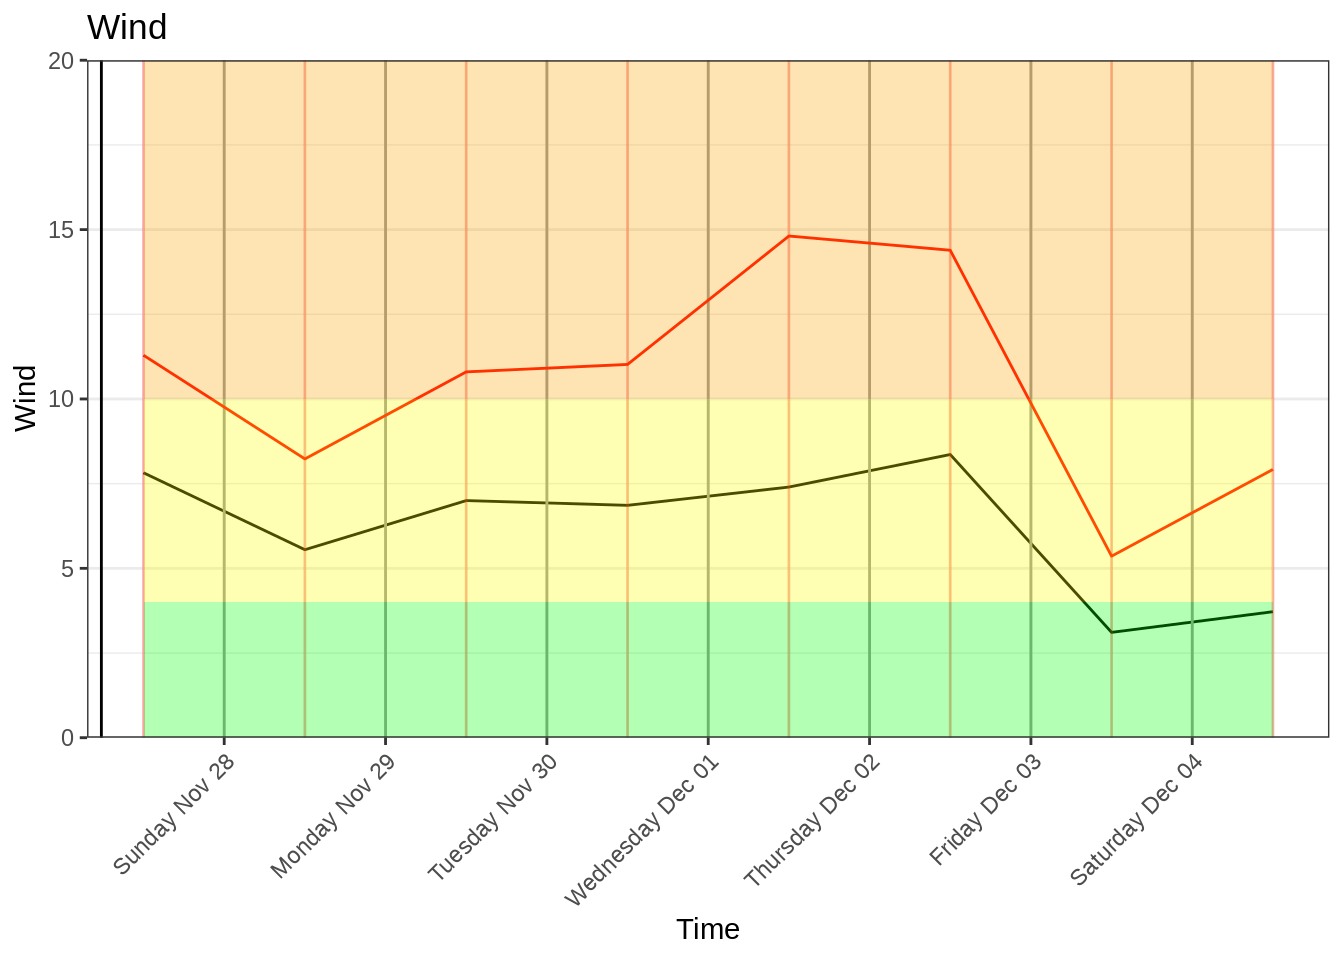 Wind
20
15
10
5
0
Wind
Sunday Nov 28
Monday Nov 29
Tuesday Nov 30
Wednesday Dec 01
Thursday Dec 02
Friday Dec 03
Saturday Dec 04
Time